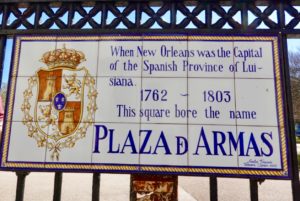 When New Orleans was the Capital
of the Spanish Province of Lui-
siana.
1762 - 1803
This square bore the name
PLAZA D ARMAS